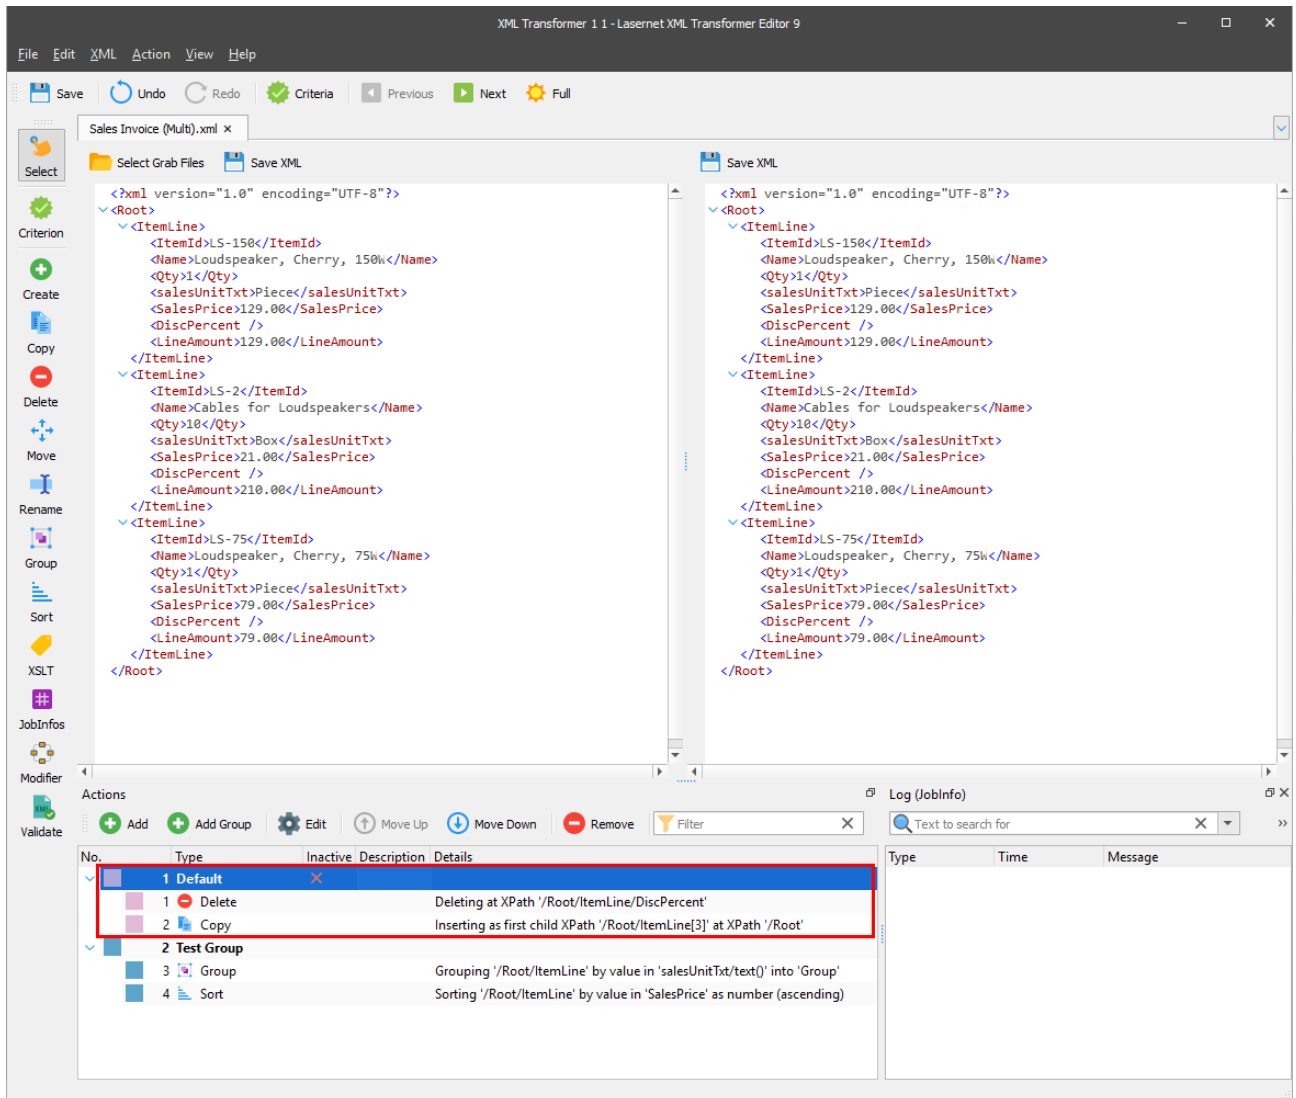 XML Transformer 1 1 - Lasernet XML Transformer Editor 9
File Edit XML Action View Help
Save Undo Redo Criteria Previous Next Full
Sales Invoice (Multi).xml
Select Grab Files Save XML
<?xml version="1.0" encoding="UTF-8"?>
<Root>
<ItemLine>
<ItemId>LS-150</ItemId>
<Name>Loudspeaker, Cherry, 150W</Name>
<Qty>1</Qty>
<salesUnitTxt>Piece</salesUnitTxt>
<SalesPrice>129.00</SalesPrice>
<DiscPercent />
<LineAmount>129.00</LineAmount>
</ItemLine>
<ItemLine>
<ItemId>LS-2</ItemId>
<Name>Cables for Loudspeakers</Name>
<Qty>10</Qty>
<salesUnitTxt>Box</salesUnitTxt>
<SalesPrice>21.00</SalesPrice>
<DiscPercent />
<LineAmount>210.00</LineAmount>
</ItemLine>
<ItemLine>
<ItemId>LS-75</ItemId>
<Name>Loudspeaker, Cherry, 75W</Name>
<Qty>1</Qty>
<salesUnitTxt>Piece</salesUnitTxt>
<SalesPrice>79.00</SalesPrice>
<DiscPercent />
<LineAmount>79.00</LineAmount>
</ItemLine>
</Root>
Save XML
<?xml version="1.0" encoding="UTF-8"?>
<Root>
<ItemLine>
<ItemId>LS-150</ItemId>
<Name>Loudspeaker, Cherry, 150W</Name>
<Qty>1</Qty>
<salesUnitTxt>Piece</salesUnitTxt>
<SalesPrice>129.00</SalesPrice>
<DiscPercent />
<LineAmount>129.00</LineAmount>
</ItemLine>
<ItemLine>
<ItemId>LS-2</ItemId>
<Name>Cables for Loudspeakers</Name>
<Qty>10</Qty>
<salesUnitTxt>Box</salesUnitTxt>
<SalesPrice>21.00</SalesPrice>
<DiscPercent />
<LineAmount>210.00</LineAmount>
</ItemLine>
<ItemLine>
<ItemId>LS-75</ItemId>
<Name>Loudspeaker, Cherry, 75W</Name>
<Qty>1</Qty>
<salesUnitTxt>Piece</salesUnitTxt>
<SalesPrice>79.00</SalesPrice>
<DiscPercent />
<LineAmount>79.00</LineAmount>
</ItemLine>
</Root>
Select
Criterion
Create
Copy
Delete
Move
Rename
Group
Sort
XSLT
JobInfos
Modifier
XML
Validate
Actions
Add Add Group Edit Move Up Move Down Remove Filter
No. Type Inactive Description Details
1 Default
1 Delete Deleting at XPath '/Root/ItemLine/DiscPercent'
2 Copy Inserting as first child XPath '/Root/ItemLine[3]' at XPath '/Root'
2 Test Group
3 Group Grouping '/Root/ItemLine' by value in 'salesUnitTxt/text()' into 'Group'
4 Sort Sorting '/Root/ItemLine' by value in 'SalesPrice' as number (ascending)
Log (JobInfo)
Text to search for
Type Time Message